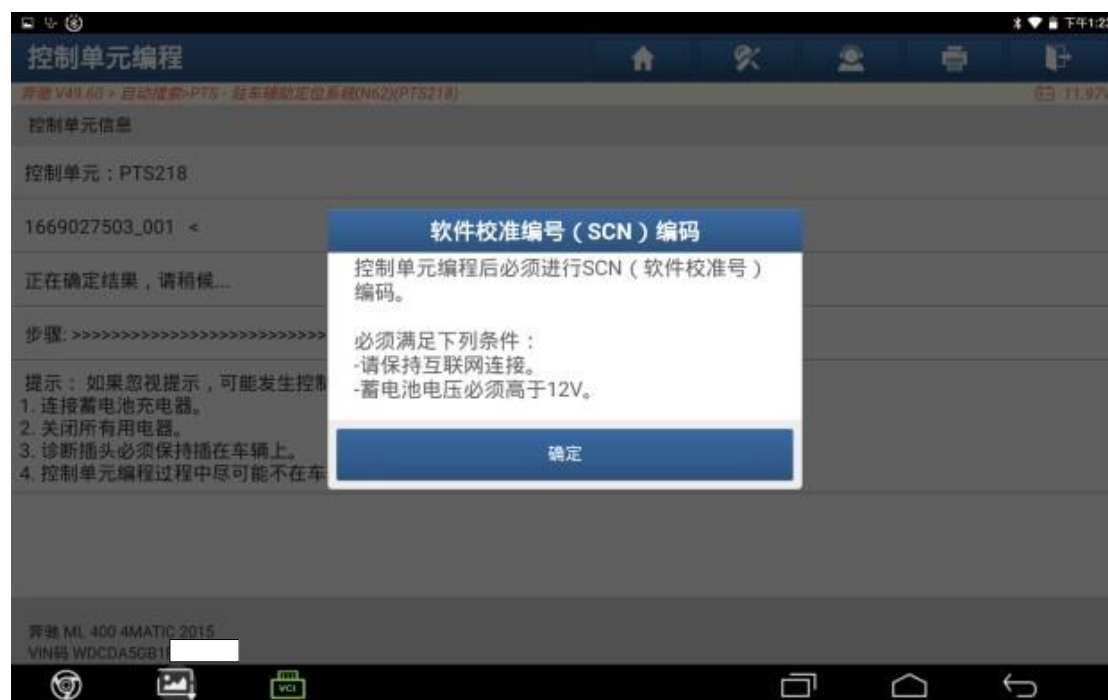 下午1:23
控制单元编程
奔驰 V49.60 > 自动搜索>PTS - 驻车辅助定位系统(N62)(PTS218)
11.97V
控制单元信息
控制单元：PTS218
1669027503_001 <
正在确定结果，请稍候...
步骤: >>>>>>>>>>>>>>>>>>>>>>>>>>
提示： 如果忽视提示，可能发生控制
1. 连接蓄电池充电器。
2. 关闭所有用电器。
3. 诊断插头必须保持插在车辆上。
4. 控制单元编程过程中尽可能不在车
软件校准编号（SCN）编码
控制单元编程后必须进行SCN（软件校准号）
编码。
必须满足下列条件：
-请保持互联网连接。
-蓄电池电压必须高于12V。
确定
奔驰 ML 400 4MATIC 2015
VIN码 WDCDA5GB1
VCI